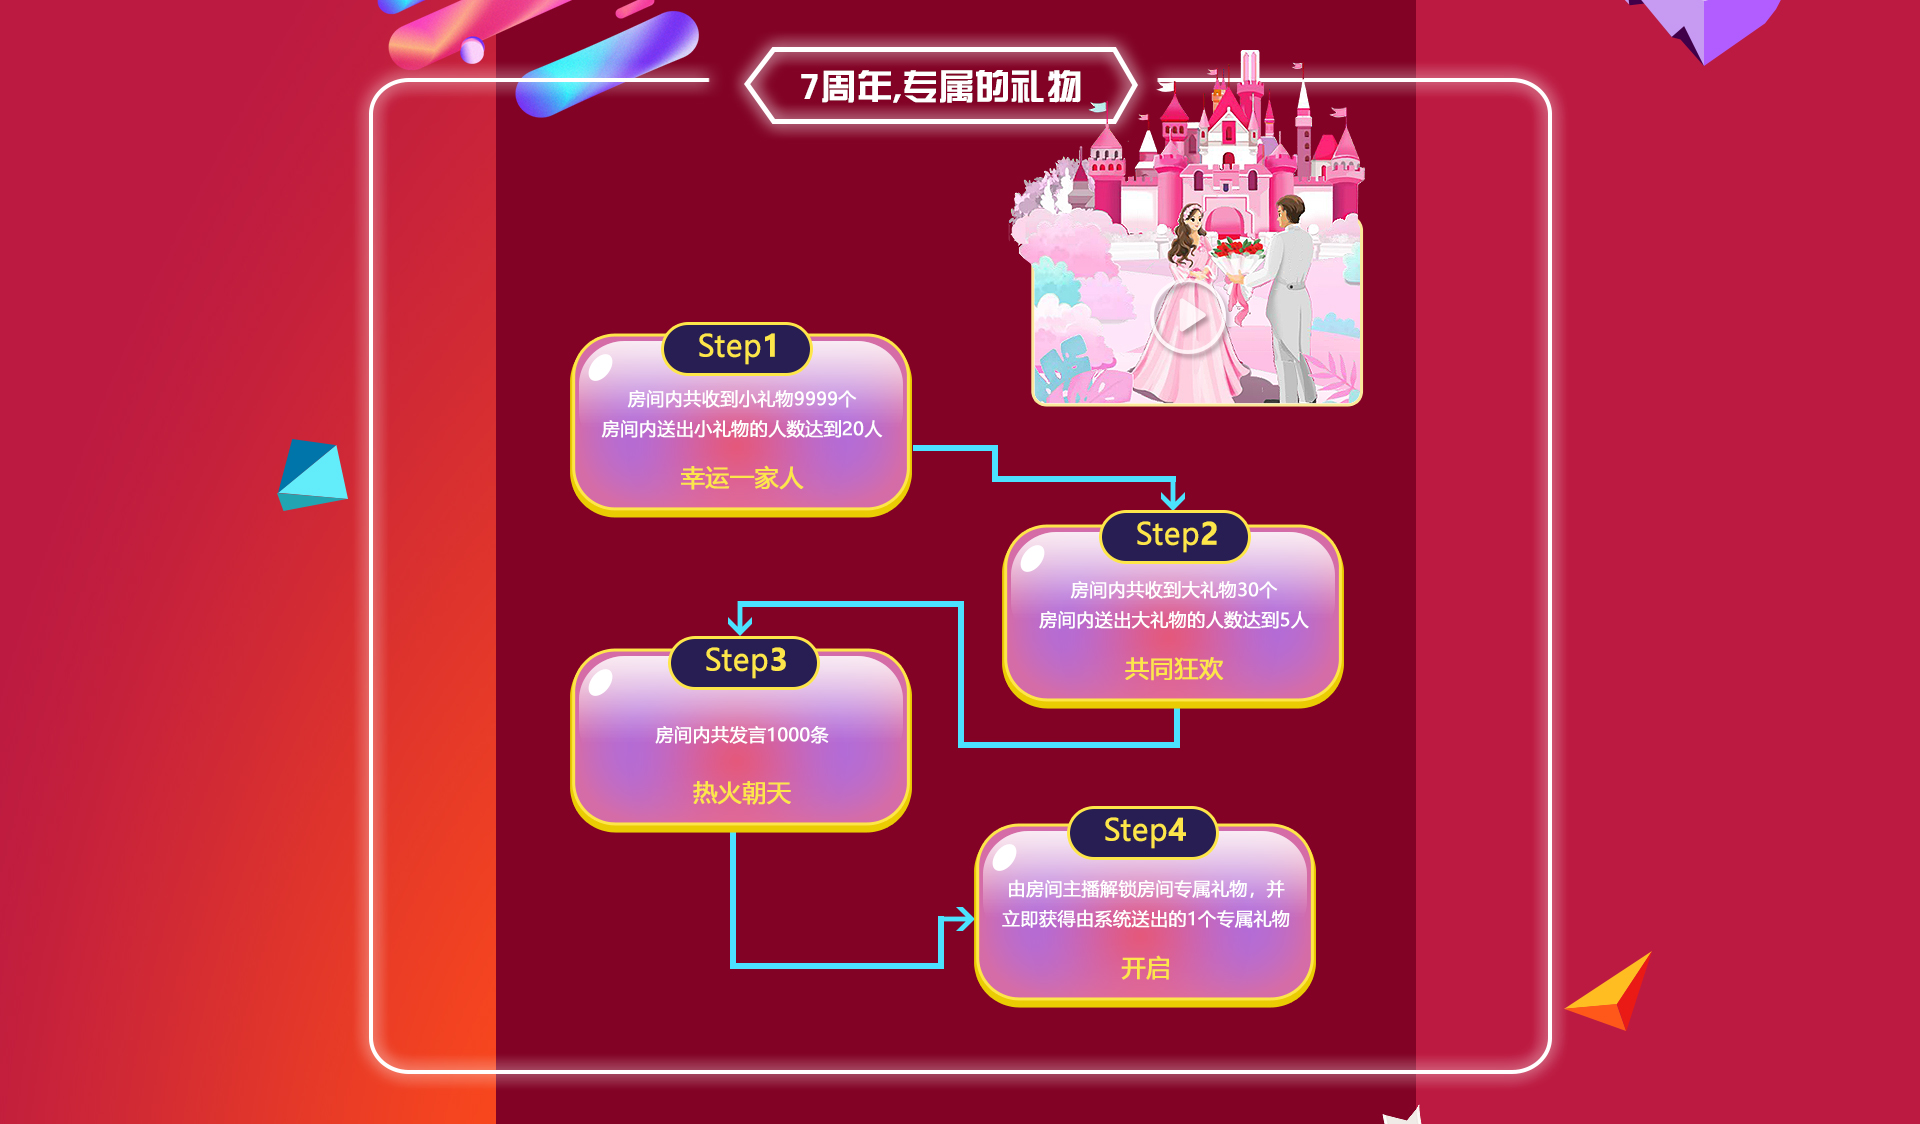 7周年,专属的礼物
Step1
房间内共收到小礼物9999个
房间内送出小礼物的人数达到20人
幸运一家人
Step2
房间内共收到大礼物30个
房间内送出大礼物的人数达到5人
共同狂欢
Step3
房间内共发言1000条
热火朝天
Step4
由房间主播解锁房间专属礼物，并
立即获得由系统送出的1个专属礼物
开启